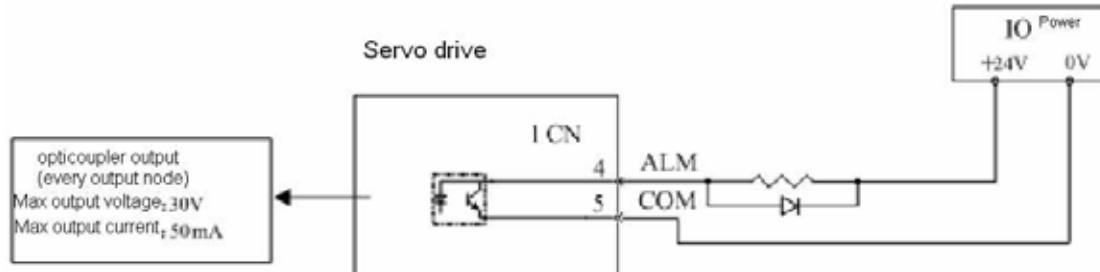 IO Power
+24V 0V
Servo drive
1 CN
4 ALM
5 COM
opticoupler output
(every output node)
Max output voltage:30V
Max output current:50mA